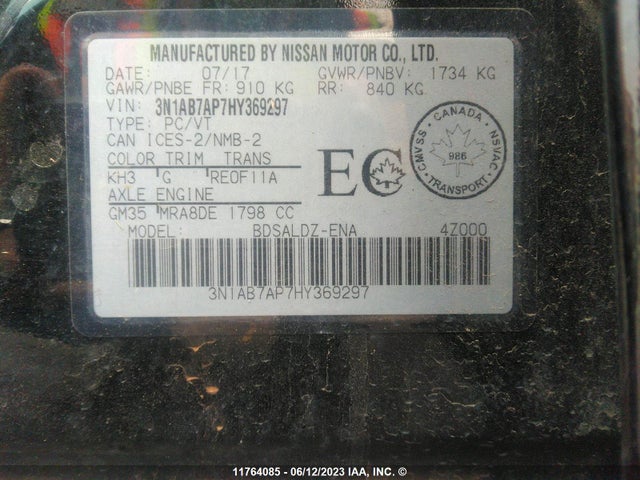 MANUFACTURED BY NISSAN MOTOR CO., LTD.
DATE: 07/17 GVWR/PNBV: 1734 KG
GAWR/PNBE FR: 910 KG RR: 840 KG
VIN: 3N1AB7AP7HY369297
TYPE: PC/VT
CAN ICES-2/NMB-2
COLOR TRIM TRANS
KH3 G RE0F11A
AXLE ENGINE
GM35 MRA8DE 1798 CC
MODEL: BDSALDZ-ENA 4Z000
EC
CANADA
CMVSS NSVAC
986
TRANSPORT
3N1AB7AP7HY369297
11764085 - 06/12/2023 IAA, INC. ©